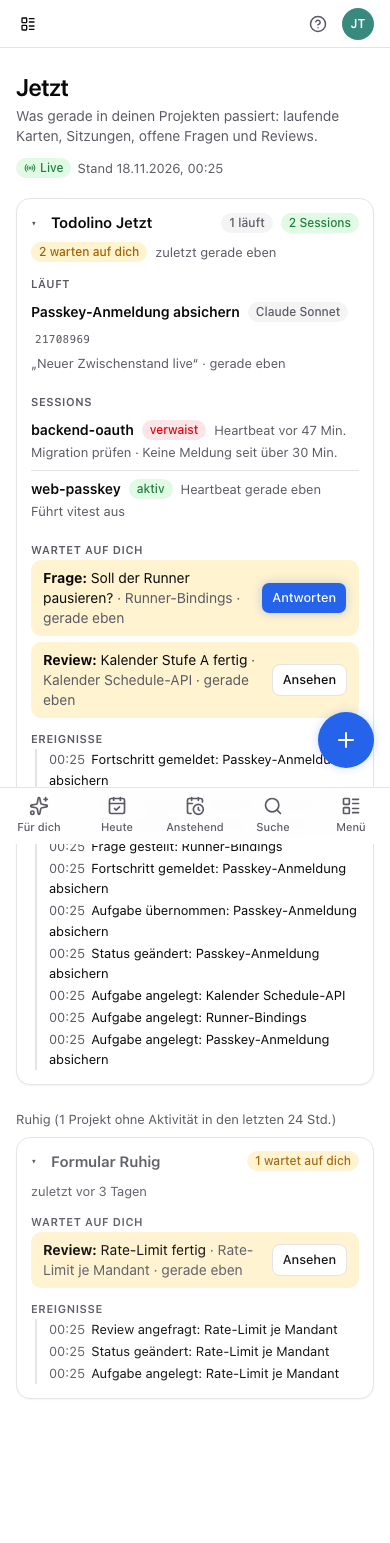 JT
Jetzt
Was gerade in deinen Projekten passiert: laufende
Karten, Sitzungen, offene Fragen und Reviews.
Live Stand 18.11.2026, 00:25
Todolino Jetzt 1 läuft 2 Sessions
2 warten auf dich zuletzt gerade eben
LÄUFT
Passkey-Anmeldung absichern Claude Sonnet
21708969
„Neuer Zwischenstand live“ · gerade eben
SESSIONS
backend-oauth verwaist Heartbeat vor 47 Min.
Migration prüfen · Keine Meldung seit über 30 Min.
web-passkey aktiv Heartbeat gerade eben
Führt vitest aus
WARTET AUF DICH
Frage: Soll der Runner
pausieren? · Runner-Bindings ·
gerade eben
Antworten
Review: Kalender Stufe A fertig ·
Kalender Schedule-API · gerade
eben
Ansehen
EREIGNISSE
00:25 Fortschritt gemeldet: Passkey-Anmeldung
absichern
Für dich Heute Anstehend Suche Menü
00:25 Frage gestellt: Runner-Bindings
00:25 Fortschritt gemeldet: Passkey-Anmeldung
absichern
00:25 Aufgabe übernommen: Passkey-Anmeldung
absichern
00:25 Status geändert: Passkey-Anmeldung
absichern
00:25 Aufgabe angelegt: Kalender Schedule-API
00:25 Aufgabe angelegt: Runner-Bindings
00:25 Aufgabe angelegt: Passkey-Anmeldung
absichern
Ruhig (1 Projekt ohne Aktivität in den letzten 24 Std.)
Formular Ruhig 1 wartet auf dich
zuletzt vor 3 Tagen
WARTET AUF DICH
Review: Rate-Limit fertig · Rate-
Limit je Mandant · gerade eben
Ansehen
EREIGNISSE
00:25 Review angefragt: Rate-Limit je Mandant
00:25 Status geändert: Rate-Limit je Mandant
00:25 Aufgabe angelegt: Rate-Limit je Mandant